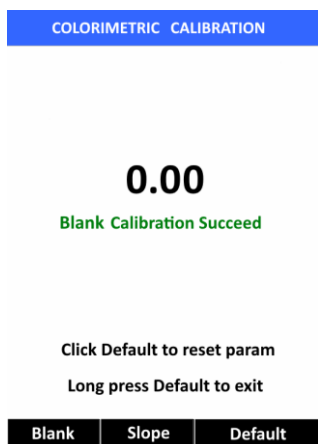 COLORIMETRIC CALIBRATION
0.00
Blank Calibration Succeed
Click Default to reset param
Long press Default to exit
Blank Slope Default